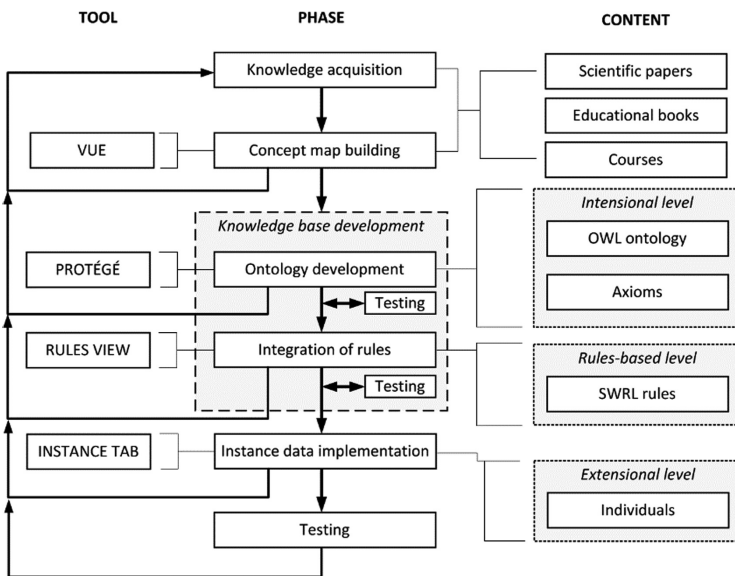 TOOL
PHASE
CONTENT
Knowledge acquisition
Scientific papers
Educational books
VUE
Concept map building
Courses
Intensional level
Knowledge base development
OWL ontology
PROTÉGÉ
Ontology development
Axioms
Testing
RULES VIEW
Integration of rules
Rules-based level
Testing
SWRL rules
INSTANCE TAB
Instance data implementation
Extensional level
Individuals
Testing